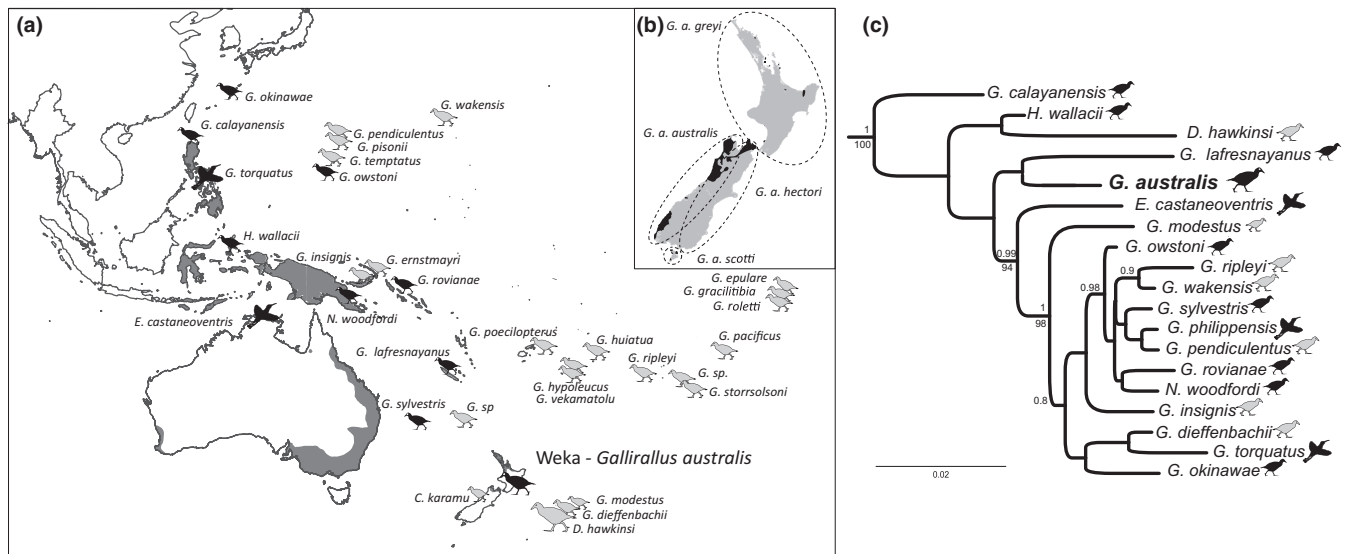 (a)
G. okinawae
G. wakensis
G. calayanensis
G. pendiculentus
G. pisonii
G. temptatus
G. torquatus
G. owstoni
H. wallacii
G. insignis
G. ernstmayri
G. rovianae
E. castaneoventris
N. woodfordi
G. epulare
G. gracilitibia
G. roletti
G. poecilopterus
G. huiatua
G. pacificus
G. lafresnayanus
G. ripleyi
G. sp.
G. hypoleucus
G. vekamatolu
G. storrsolsoni
G. sylvestris
G. sp
Weka - Gallirallus australis
C. karamu
G. modestus
G. dieffenbachii
D. hawkinsi
(b)
G. a. greyi
G. a. australis
G. a. hectori
G. a. scotti
(c)
G. calayanensis
H. wallacii
1
100
D. hawkinsi
G. lafresnayanus
G. australis
E. castaneoventris
G. modestus
0.99
94
G. owstoni
G. ripleyi
0.9
G. wakensis
0.98
G. sylvestris
1
98
G. philippensis
G. pendiculentus
G. rovianae
N. woodfordi
0.8
G. insignis
G. dieffenbachii
G. torquatus
G. okinawae
0.02